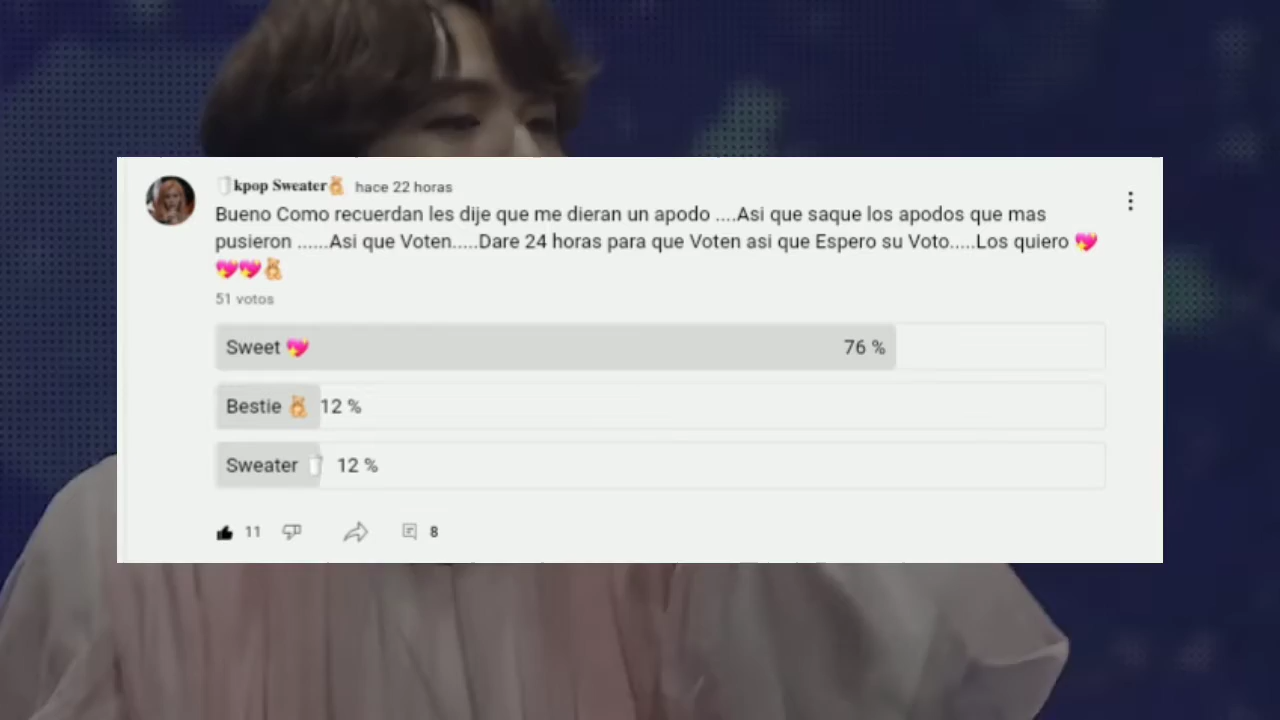 🥛kpop Sweater🧸 hace 22 horas
Bueno Como recuerdan les dije que me dieran un apodo ....Asi que saque los apodos que mas
pusieron ......Asi que Voten.....Dare 24 horas para que Voten asi que Espero su Voto.....Los quiero 💖
💖💖🧸
51 votos
Sweet 💖 76 %
Bestie 🧸 12 %
Sweater 🥛 12 %
11 8